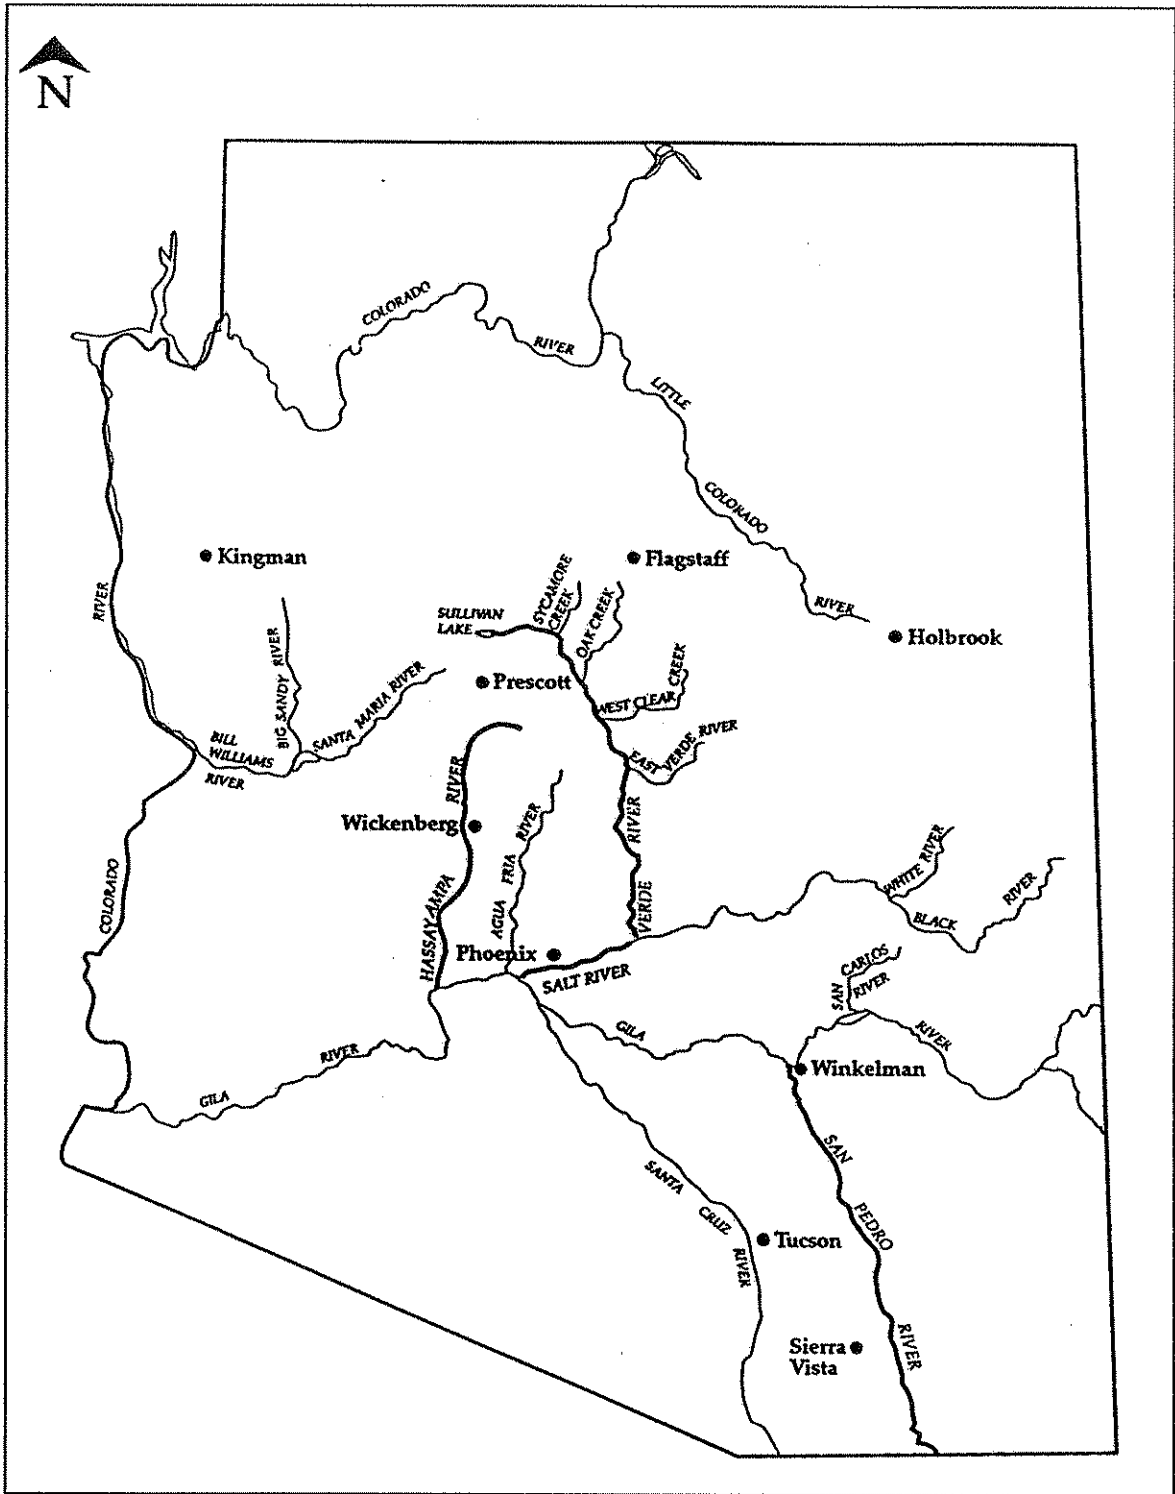 N
COLORADO
RIVER
LITTLE
COLORADO
RIVER
Kingman
Flagstaff
Holbrook
RIVER
SULLIVAN
LAKE
SYCAMORE
CREEK
OAK CREEK
BIG SANDY RIVER
SANTA MARIA RIVER
Prescott
WEST CLEAR CREEK
BILL
WILLIAMS
RIVER
EAST VERDE RIVER
RIVER
Wickenberg
HASSAYAMPA
AGUA FRIA RIVER
RIVER
VERDE
COLORADO
WHITE RIVER
BLACK
RIVER
Phoenix
SALT RIVER
SAN
CARLOS
RIVER
GILA
RIVER
RIVER
GILA
Winkelman
SAN
PEDRO
RIVER
SANTA
CRUZ
RIVER
Tucson
Sierra
Vista